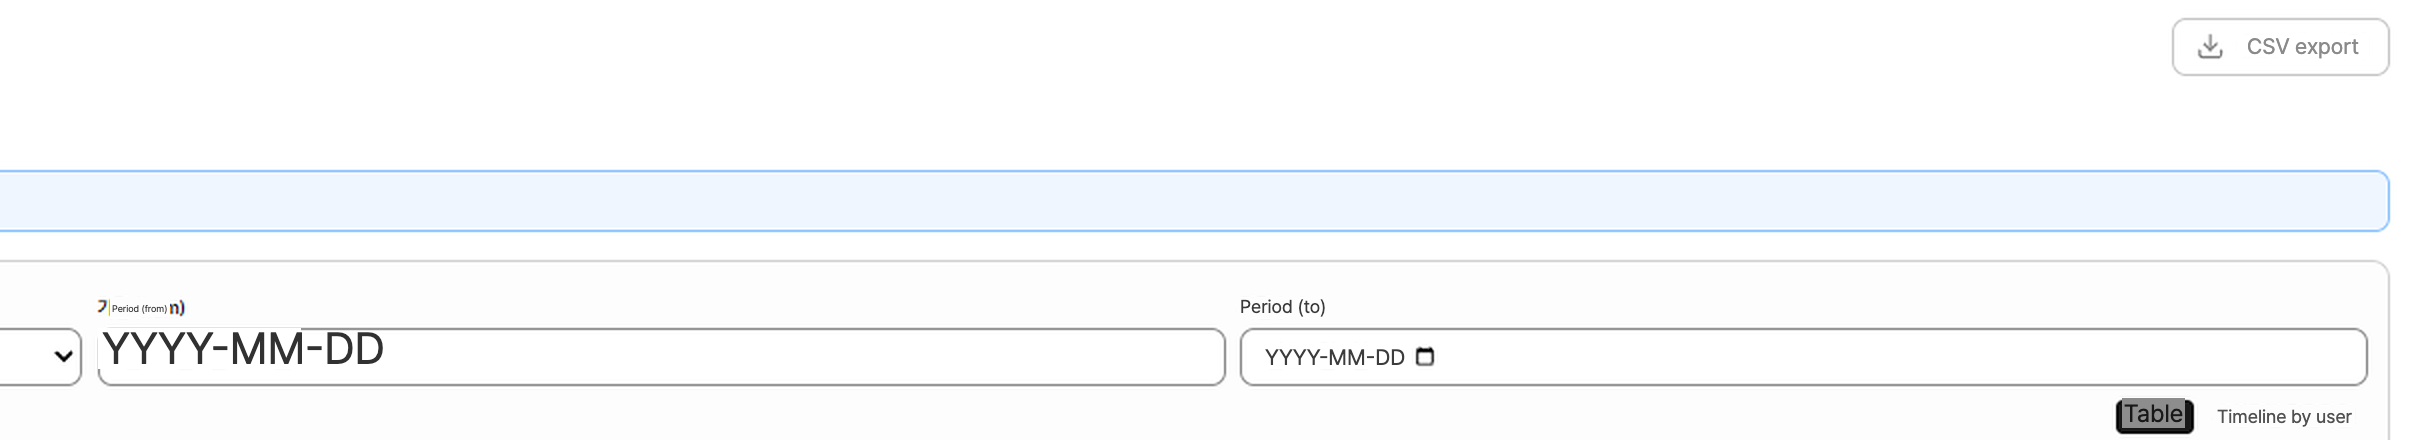 CSV export
Period (from) n)
Period (to)
YYYY-MM-DD
YYYY-MM-DD
Table
Timeline by user